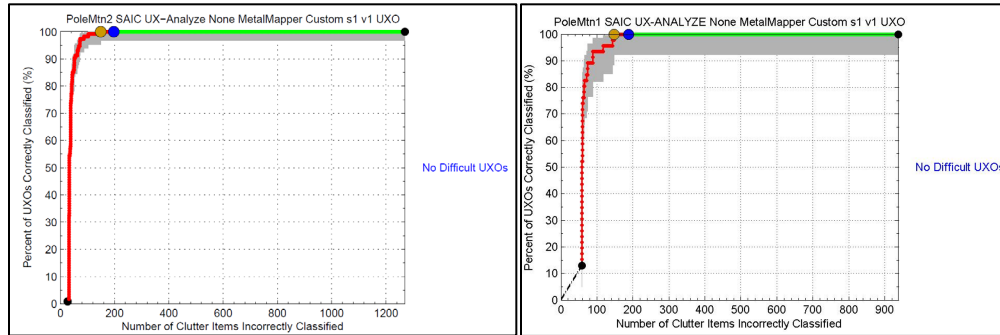 PoleMtn2 SAIC UX-Analyze None MetalMapper Custom s1 v1 UXO
Percent of UXOs Correctly Classified (%)
100
90
80
70
60
50
40
30
20
10
0
0 200 400 600 800 1000 1200
Number of Clutter Items Incorrectly Classified
No Difficult UXOs
PoleMtn1 SAIC UX-ANALYZE None MetalMapper Custom s1 v1 UXO
Percent of UXOs Correctly Classified (%)
100
90
80
70
60
50
40
30
20
10
0
0 100 200 300 400 500 600 700 800 900
Number of Clutter Items Incorrectly Classified
No Difficult UXOs